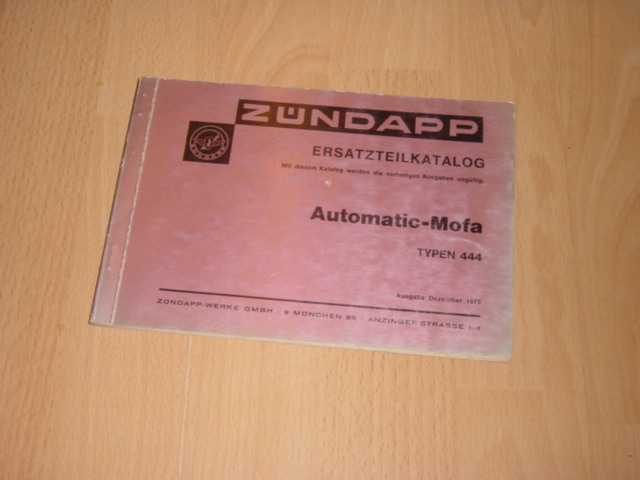 ZÜNDAPP
ERSATZTEILKATALOG
Mit diesem Katalog werden die vorherigen Ausgaben ungültig.
Automatic-Mofa
TYPEN 444
Ausgabe Dezember 1975
ZÜNDAPP-WERKE GMBH · 8 MÜNCHEN 80 · ANZINGER STRASSE 1-3